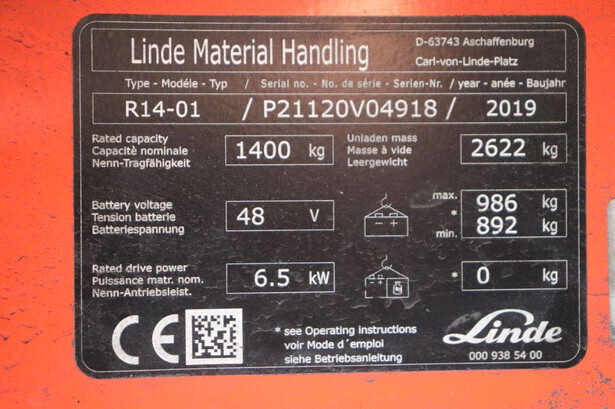 Linde Material Handling
D-63743 Aschaffenburg
Carl-von-Linde-Platz
Type - Modéle - Typ / Serial no. - No. de série - Serien-Nr. / year - anée - Baujahr
R14-01 / P21120V04918 / 2019
Rated capacity
Capacitè nominale
Nenn-Tragfähigkeit
1400 kg
Unladen mass
Masse à vide
Leergewicht
2622 kg
Battery voltage
Tension batterie
Batteriespannung
48 V
max. 986 kg
*
min. 892 kg
Rated drive power
Puissance matr. nom.
Nenn-Antriebsleist.
6.5 kW
* 0 kg
CE
* see Operating instructions
voir Mode d´emploi
siehe Betriebsanleitung
Linde
000 938 54 00